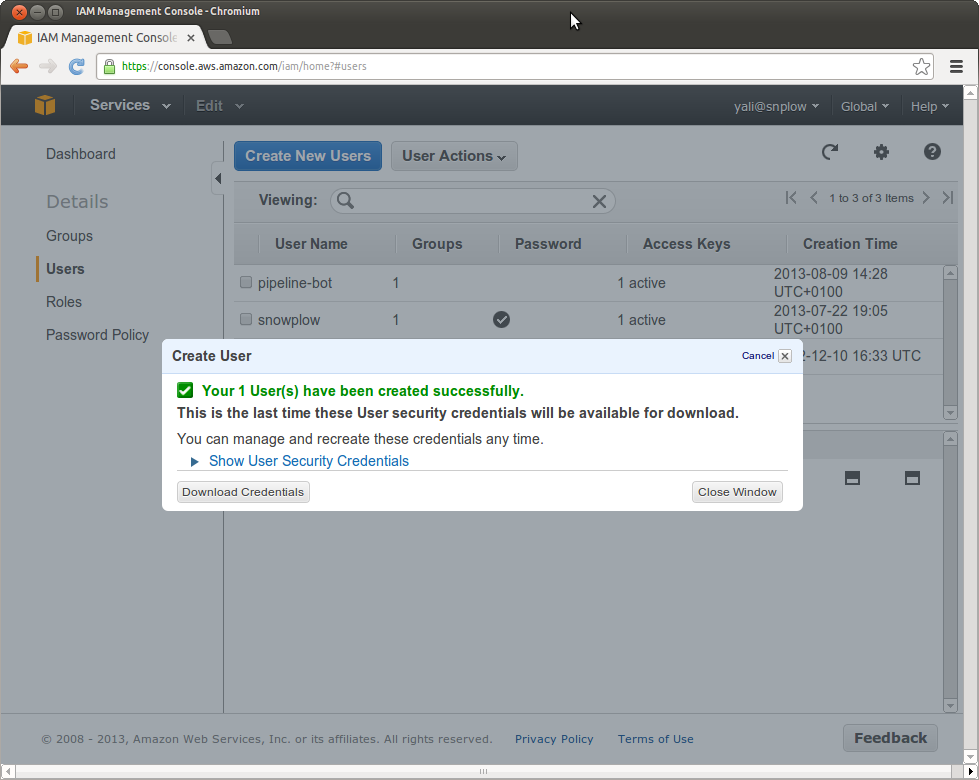 IAM Management Console - Chromium
IAM Management Console
https://console.aws.amazon.com/iam/home?#users
Services Edit yali@snplow Global Help
Dashboard
Details
Groups
Users
Roles
Password Policy
Create New Users User Actions
Viewing: 1 to 3 of 3 Items
User Name Groups Password Access Keys Creation Time
pipeline-bot 1 1 active 2013-08-09 14:28 UTC+0100
snowplow 1 1 active 2013-07-22 19:05 UTC+0100
-12-10 16:33 UTC
Create User Cancel
Your 1 User(s) have been created successfully.
This is the last time these User security credentials will be available for download.
You can manage and recreate these credentials any time.
Show User Security Credentials
Download Credentials Close Window
© 2008 - 2013, Amazon Web Services, Inc. or its affiliates. All rights reserved. Privacy Policy Terms of Use Feedback